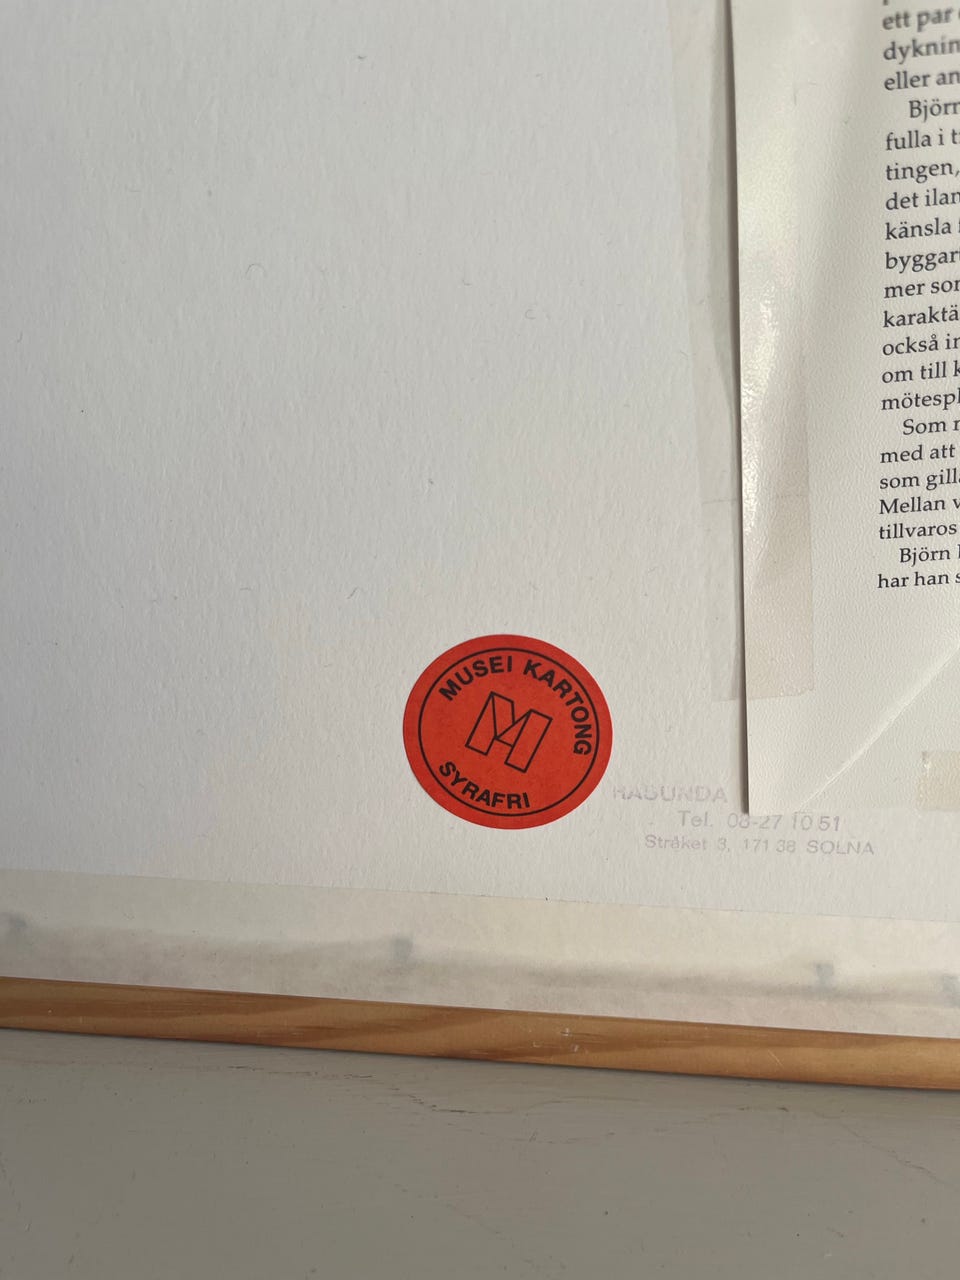 ett par
dyknin
eller an
Björn
fulla i t
tingen,
det ilan
känsla
byggar
mer som
karaktä
också in
om till k
mötespl
Som
med att
som gill
Mellan v
tillvaros
Björn
har han s
MUSEI KARTONG
M
SYRAFRI
Tel. 08-27 10 51
Stråket 3, 171 38 SOLNA